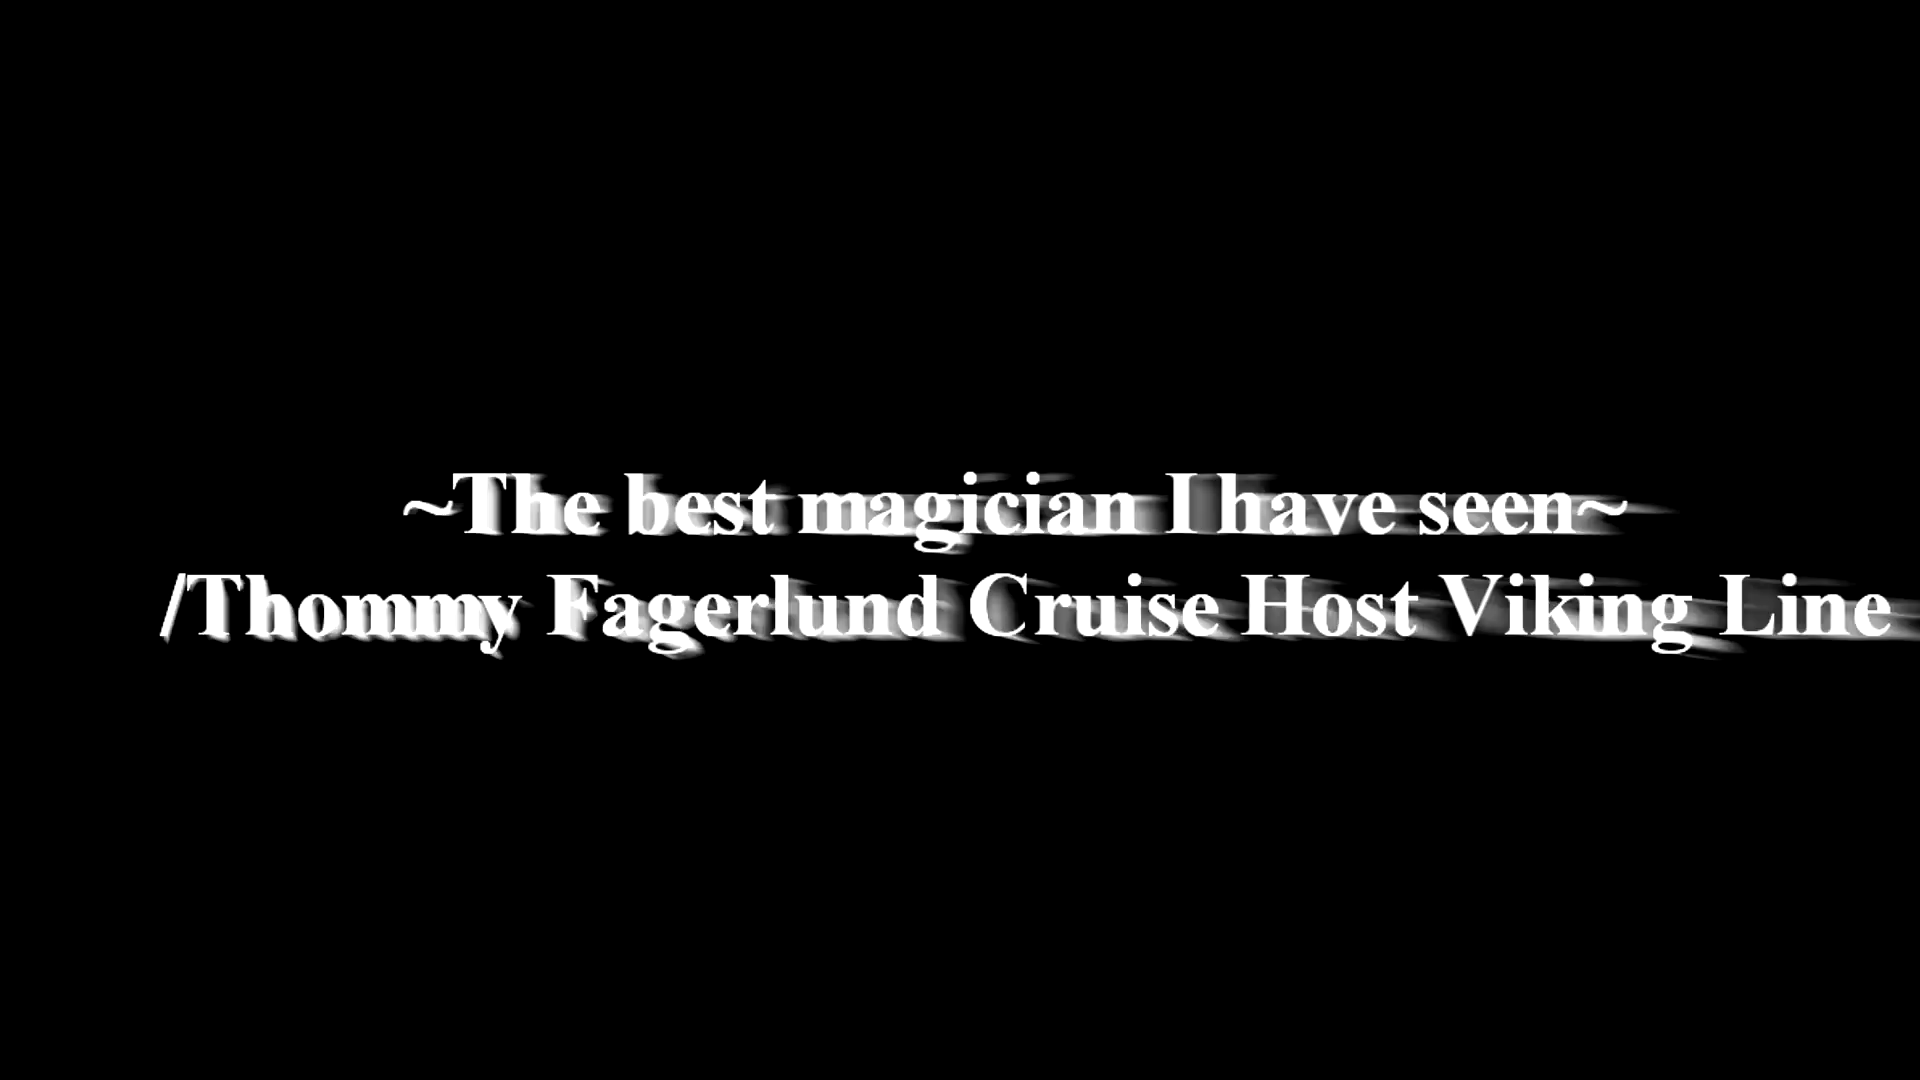 ~The best magician I have seen~
/Thommy Fagerlund Cruise Host Viking Line